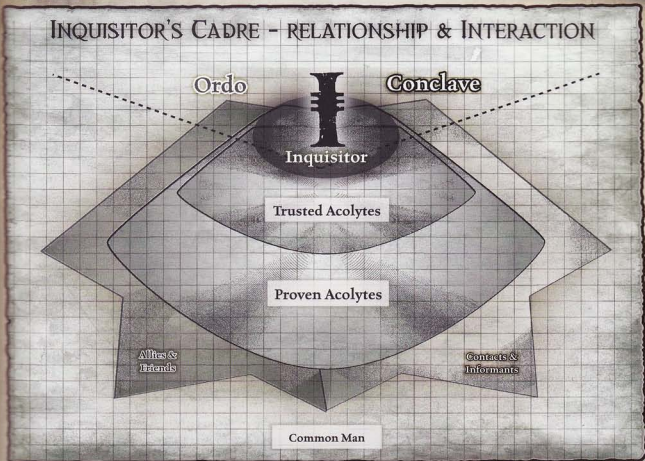 INQUISITOR'S CADRE - RELATIONSHIP & INTERACTION
Ordo
Conclave
Inquisitor
Trusted Acolytes
Proven Acolytes
Allies &
Friends
Contacts &
Informants
Common Man